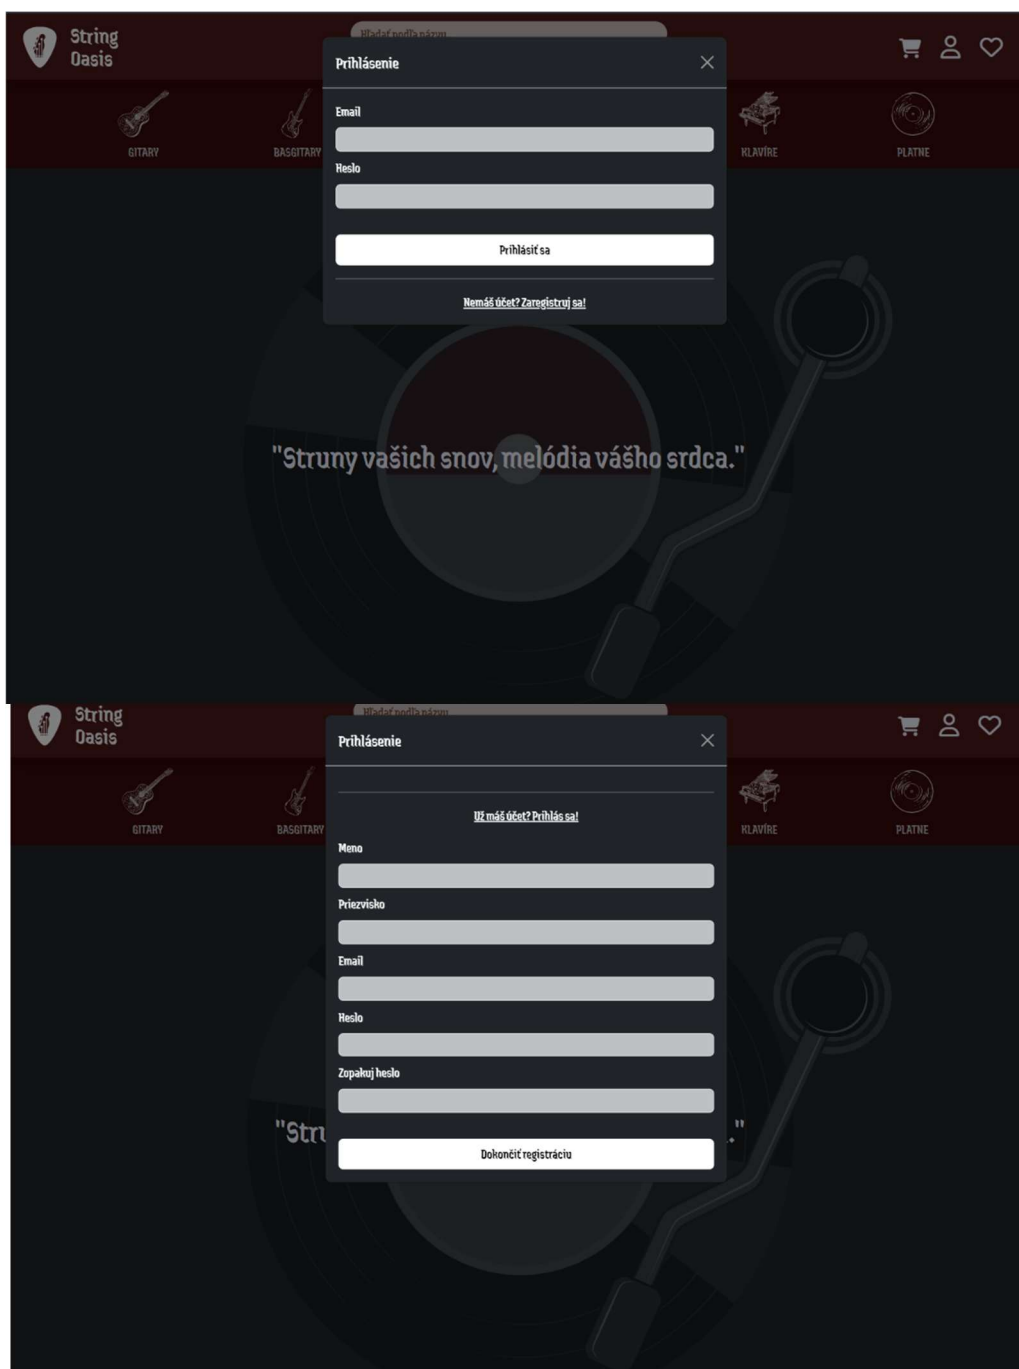 String
Oasis
Hľadať podľa názvu
Prihlásenie
GITARY
BASGITARY
KLAVÍRE
PLATNE
Email
Heslo
Prihlásiť sa
Nemáš účet? Zaregistruj sa!
"Struny vašich snov, melódia vášho srdca."
String
Oasis
Hľadať podľa názvu
Prihlásenie
GITARY
BASGITARY
KLAVÍRE
PLATNE
Už máš účet? Prihlás sa!
Meno
Priezvisko
Email
Heslo
Zopakuj heslo
"Stru
."
Dokončiť registráciu